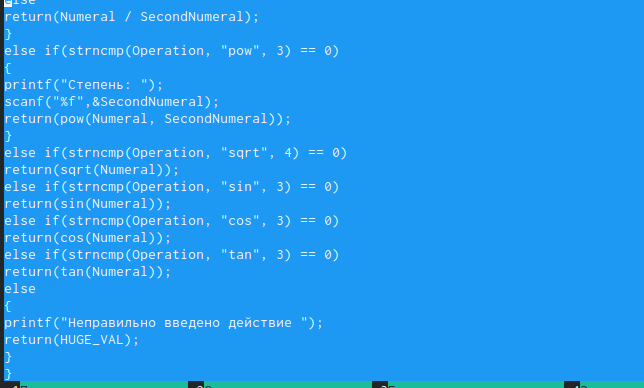 else
return(Numeral / SecondNumeral);
}
else if(strncmp(Operation, "pow", 3) == 0)
{
printf("Степень: ");
scanf("%f",&SecondNumeral);
return(pow(Numeral, SecondNumeral));
}
else if(strncmp(Operation, "sqrt", 4) == 0)
return(sqrt(Numeral));
else if(strncmp(Operation, "sin", 3) == 0)
return(sin(Numeral));
else if(strncmp(Operation, "cos", 3) == 0)
return(cos(Numeral));
else if(strncmp(Operation, "tan", 3) == 0)
return(tan(Numeral));
else
{
printf("Неправильно введено действие ");
return(HUGE_VAL);
}
}